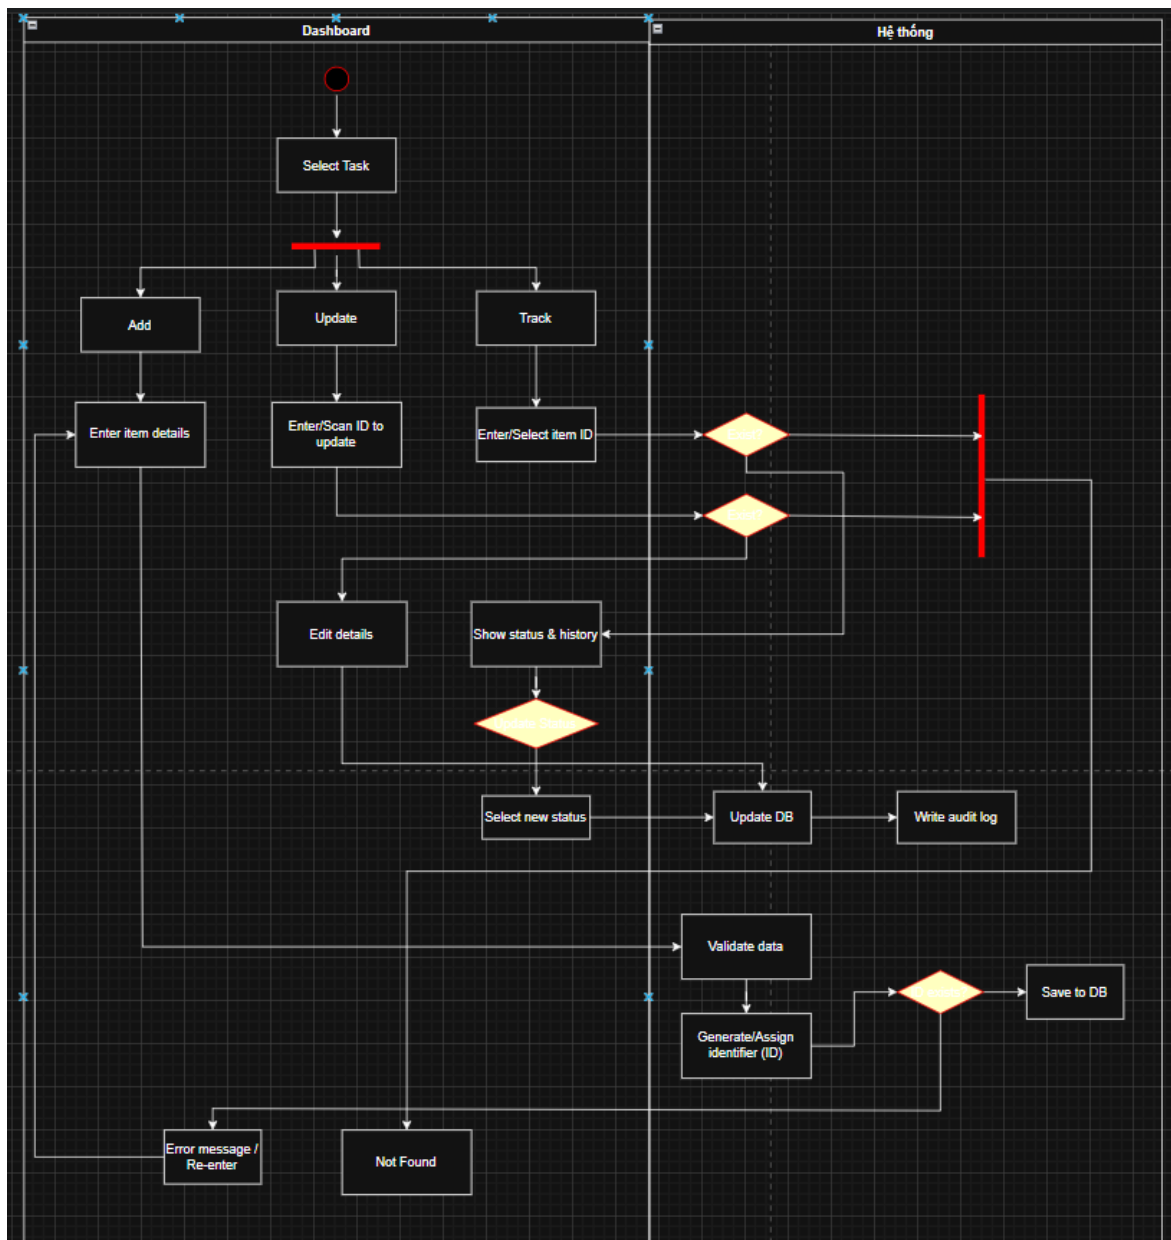 Dashboard
Hệ thống
Select Task
Add
Update
Track
Enter item details
Enter/Scan ID to
update
Enter/Select item ID
Edit details
Show status & history
Select new status
Update DB
Write audit log
Validate data
Generate/Assign
identifier (ID)
Save to DB
Error message /
Re-enter
Not Found